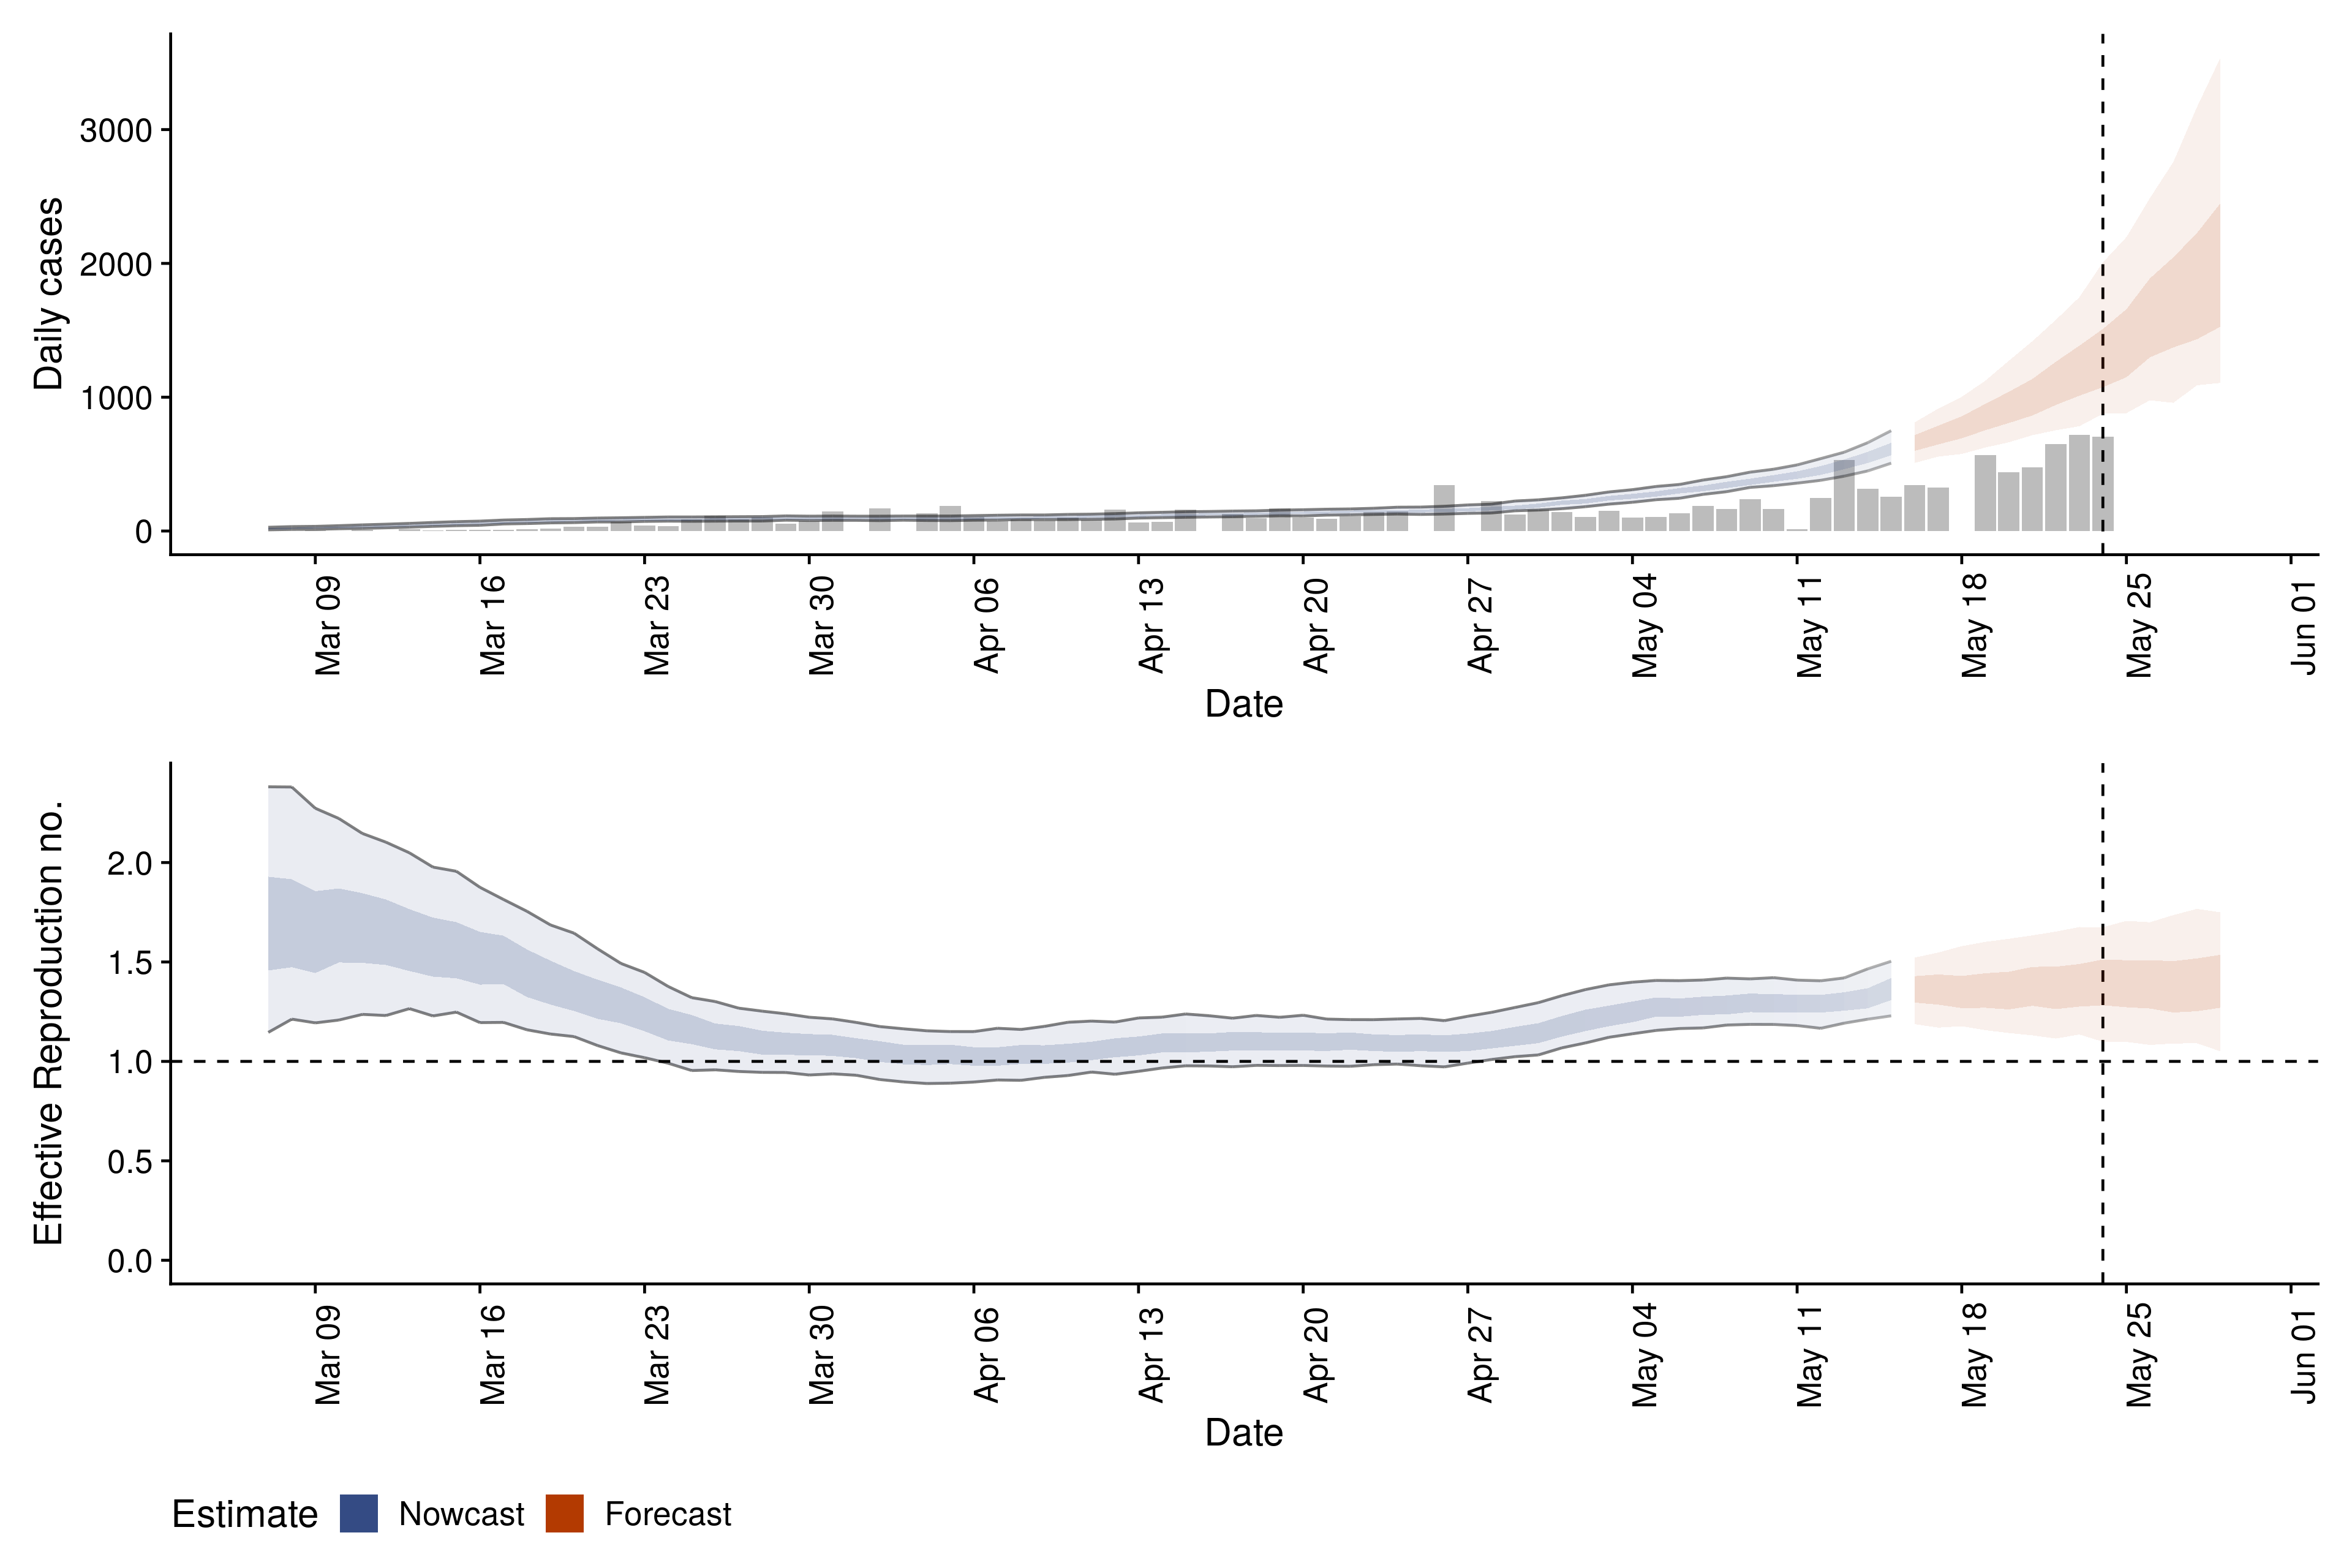 3000
2000
1000
0
Daily cases
Mar 09 Mar 16 Mar 23 Mar 30 Apr 06 Apr 13 Apr 20 Apr 27 May 04 May 11 May 18 May 25 Jun 01
Date
2.0
1.5
1.0
0.5
0.0
Effective Reproduction no.
Mar 09 Mar 16 Mar 23 Mar 30 Apr 06 Apr 13 Apr 20 Apr 27 May 04 May 11 May 18 May 25 Jun 01
Date
Estimate Nowcast Forecast